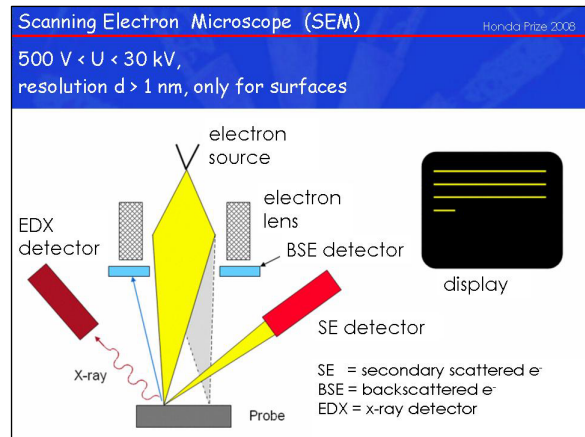 Scanning Electron Microscope (SEM)
Honda Prize 2008
500 V < U < 30 kV,
resolution d > 1 nm, only for surfaces
electron
source
electron
lens
EDX
detector
BSE detector
display
SE detector
X-ray
Probe
SE = secondary scattered e⁻
BSE = backscattered e⁻
EDX = x-ray detector